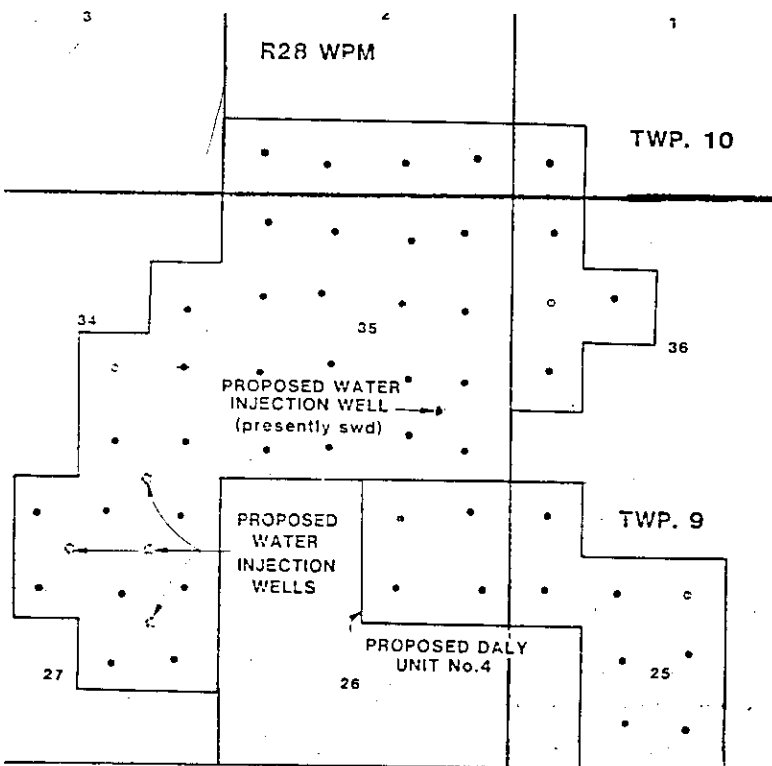 3
2
1
R28 WPM
TWP. 10
34
35
36
PROPOSED WATER
INJECTION WELL
(presently swd)
PROPOSED
WATER
INJECTION
WELLS
TWP. 9
PROPOSED DALY
UNIT No.4
27
26
25